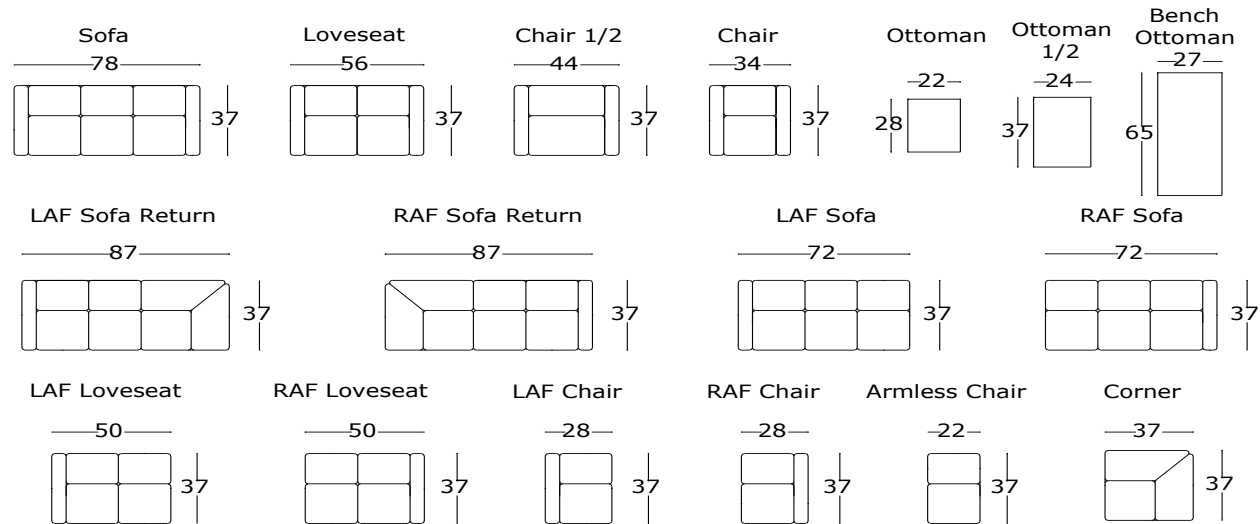 Sofa
78
37
Loveseat
56
37
Chair 1/2
44
37
Chair
34
37
Ottoman
22
28
Ottoman
1/2
24
37
Bench
Ottoman
27
65
LAF Sofa Return
87
37
RAF Sofa Return
87
37
LAF Sofa
72
37
RAF Sofa
72
37
LAF Loveseat
50
37
RAF Loveseat
50
37
LAF Chair
28
37
RAF Chair
28
37
Armless Chair
22
37
Corner
37
37